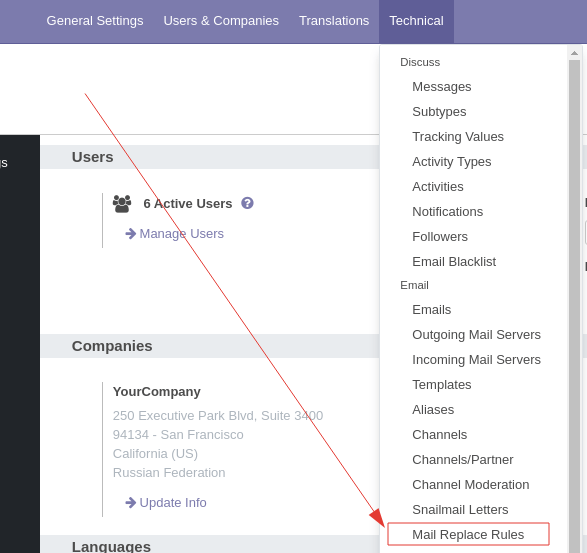 General Settings Users & Companies Translations Technical
Discuss
Messages
Subtypes
Tracking Values
Activity Types
Activities
Notifications
Followers
Email Blacklist
Email
Emails
Outgoing Mail Servers
Incoming Mail Servers
Templates
Aliases
Channels
Channels/Partner
Channel Moderation
Snailmail Letters
Mail Replace Rules
Users
6 Active Users
Manage Users
Companies
YourCompany
250 Executive Park Blvd, Suite 3400
94134 - San Francisco
California (US)
Russian Federation
Update Info
Languages